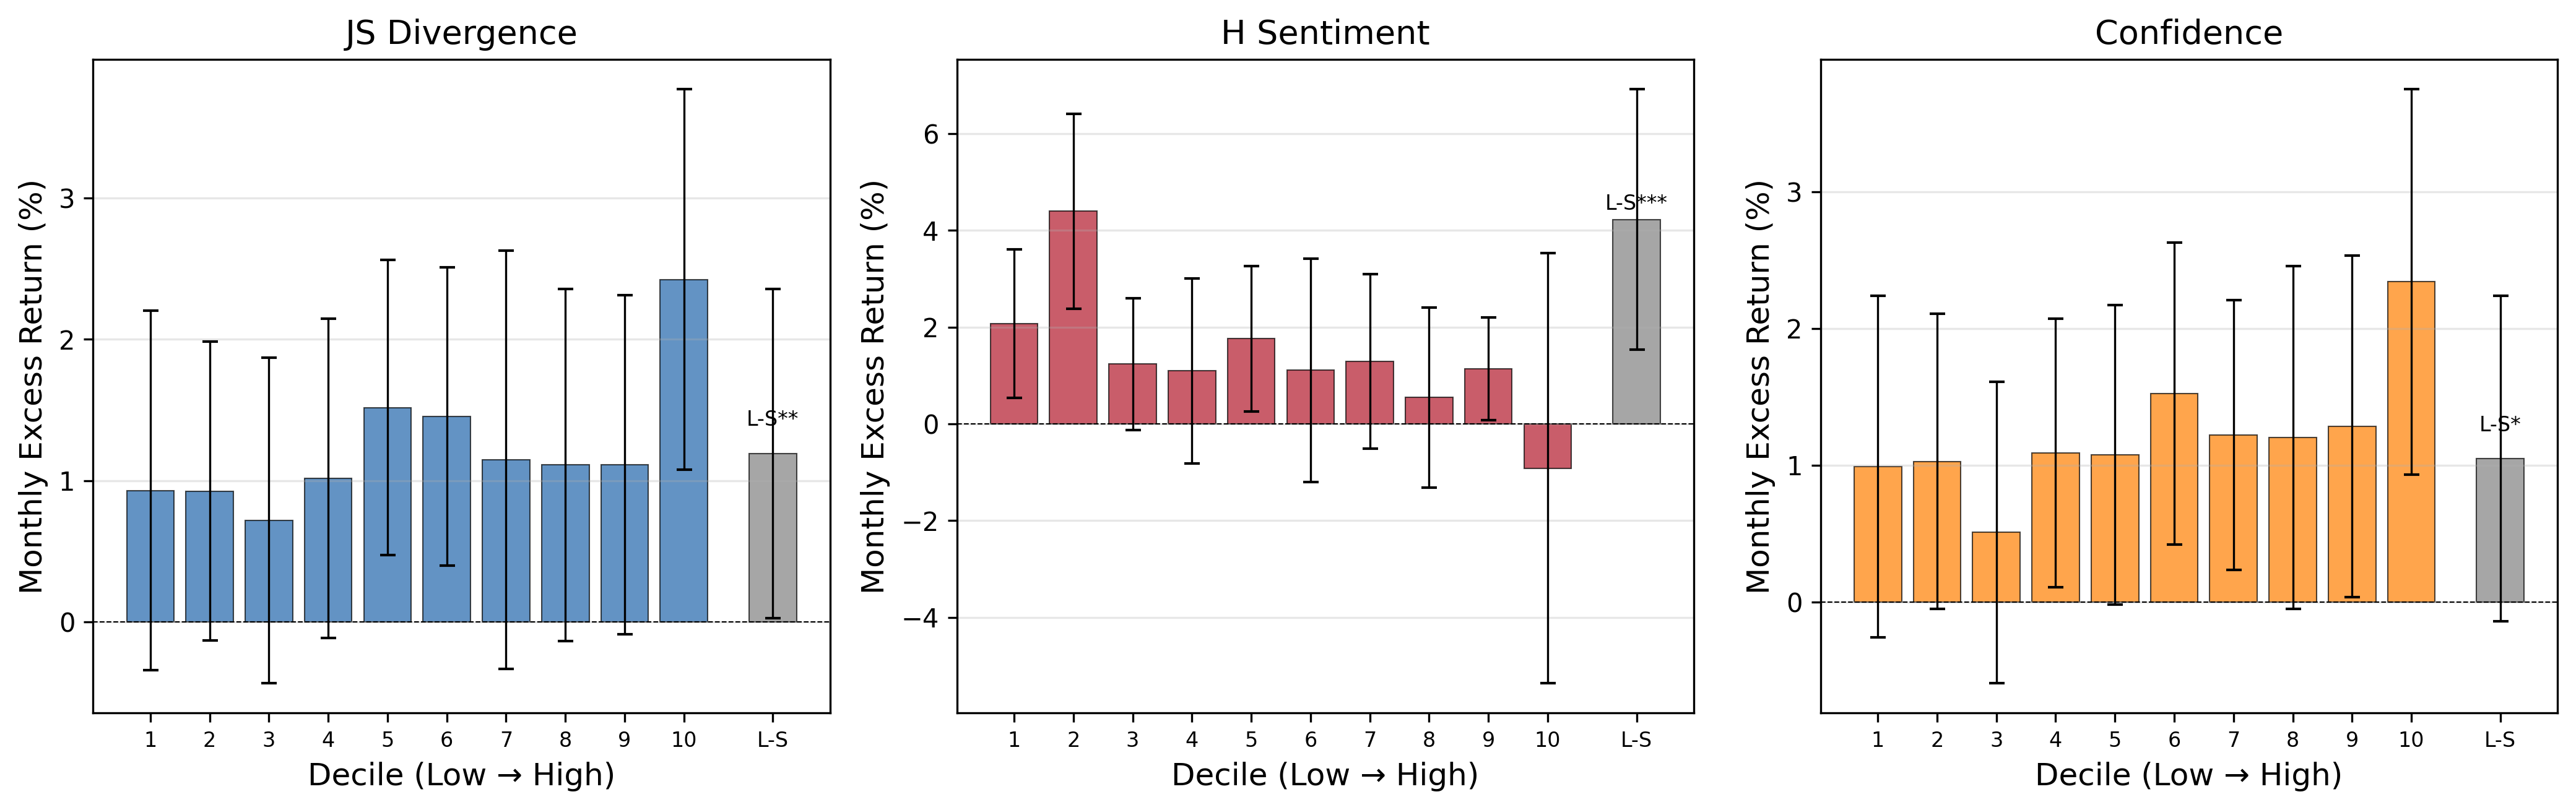 JS Divergence
Monthly Excess Return (%)
3
2
1
0
L-S**
1 2 3 4 5 6 7 8 9 10 L-S
Decile (Low → High)
H Sentiment
Monthly Excess Return (%)
6
4
2
0
−2
−4
L-S***
1 2 3 4 5 6 7 8 9 10 L-S
Decile (Low → High)
Confidence
Monthly Excess Return (%)
3
2
1
0
L-S*
1 2 3 4 5 6 7 8 9 10 L-S
Decile (Low → High)